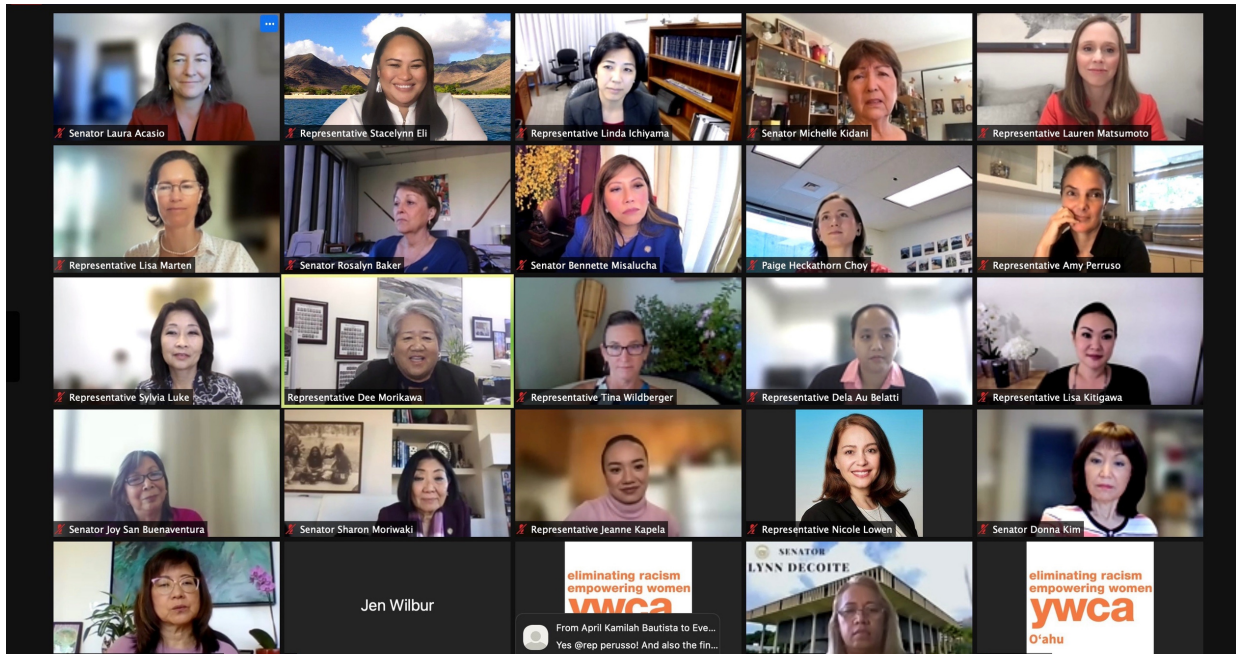 ...
Senator Laura Acasio
Representative Stacelynn Eli
Representative Linda Ichiyama
Senator Michelle Kidani
Representative Lauren Matsumoto
Representative Lisa Marten
Senator Rosalyn Baker
Senator Bennette Misalucha
Paige Heckathorn Choy
Representative Amy Perruso
Representative Sylvia Luke
Representative Dee Morikawa
Representative Tina Wildberger
Representative Dela Au Belatti
Representative Lisa Kitigawa
Senator Joy San Buenaventura
Senator Sharon Moriwaki
Representative Jeanne Kapela
Representative Nicole Lowen
Senator Donna Kim
Jen Wilbur
eliminating racism
empowering women
ywca
From April Kamilah Bautista to Eve...
Yes @rep perusso! And also the fin...
SENATOR
LYNN DECOITE
eliminating racism
empowering women
ywca
Oʻahu